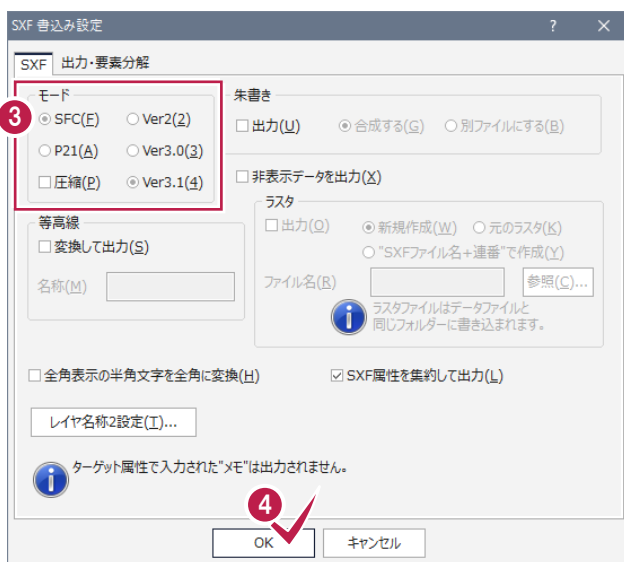 SXF 書込み設定 ? ×
SXF 出力・要素分解
モード
3
SFC(F) Ver2(2)
P21(A) Ver3.0(3)
圧縮(P) Ver3.1(4)
朱書き
出力(U) 合成する(G) 別ファイルにする(B)
非表示データを出力(X)
等高線
変換して出力(S)
名称(M)
ラスタ
出力(O) 新規作成(W) 元のラスタ(K)
"SXFファイル名+連番"で作成(Y)
ファイル名(R) 参照(C)...
ラスタファイルはデータファイルと
同じフォルダーに書き込まれます。
全角表示の半角文字を全角に変換(H) SXF属性を集約して出力(L)
レイヤ名称2設定(T)...
ターゲット属性で入力された"メモ"は出力されません。
4
OK キャンセル